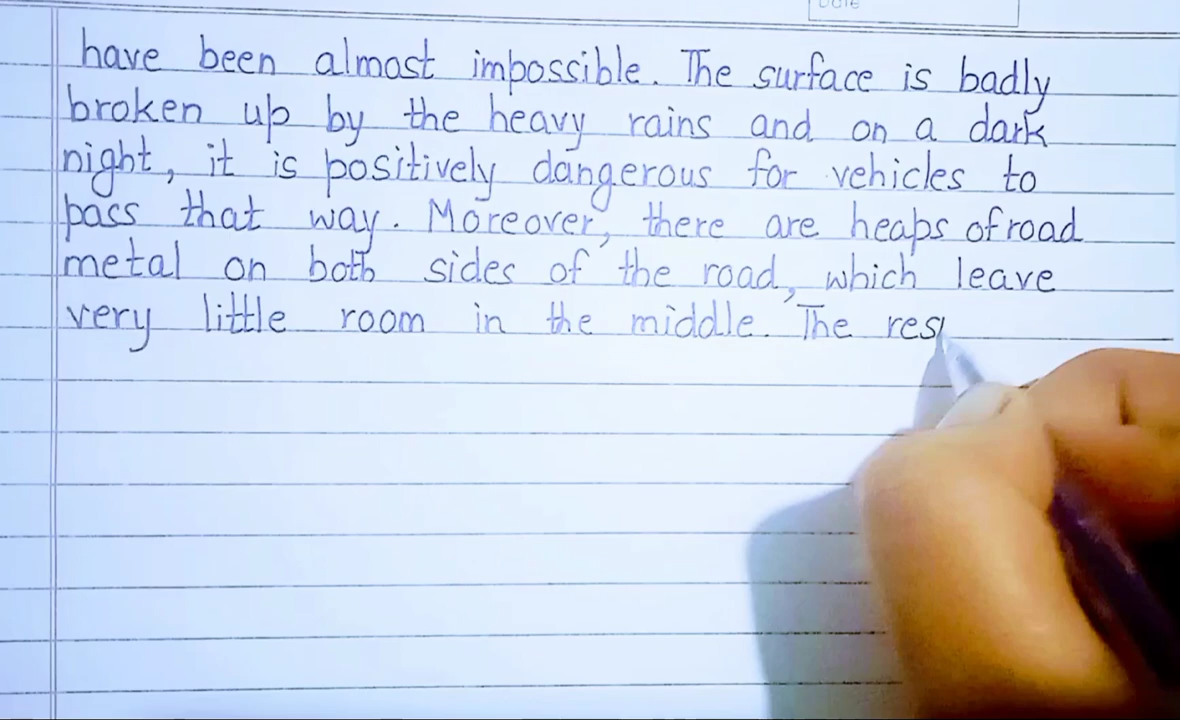 Date
have been almost impossible. The surface is badly
broken up by the heavy rains and on a dark
night, it is positively dangerous for vehicles to
pass that way. Moreover, there are heaps of road
metal on both sides of the road, which leave
very little room in the middle. The res